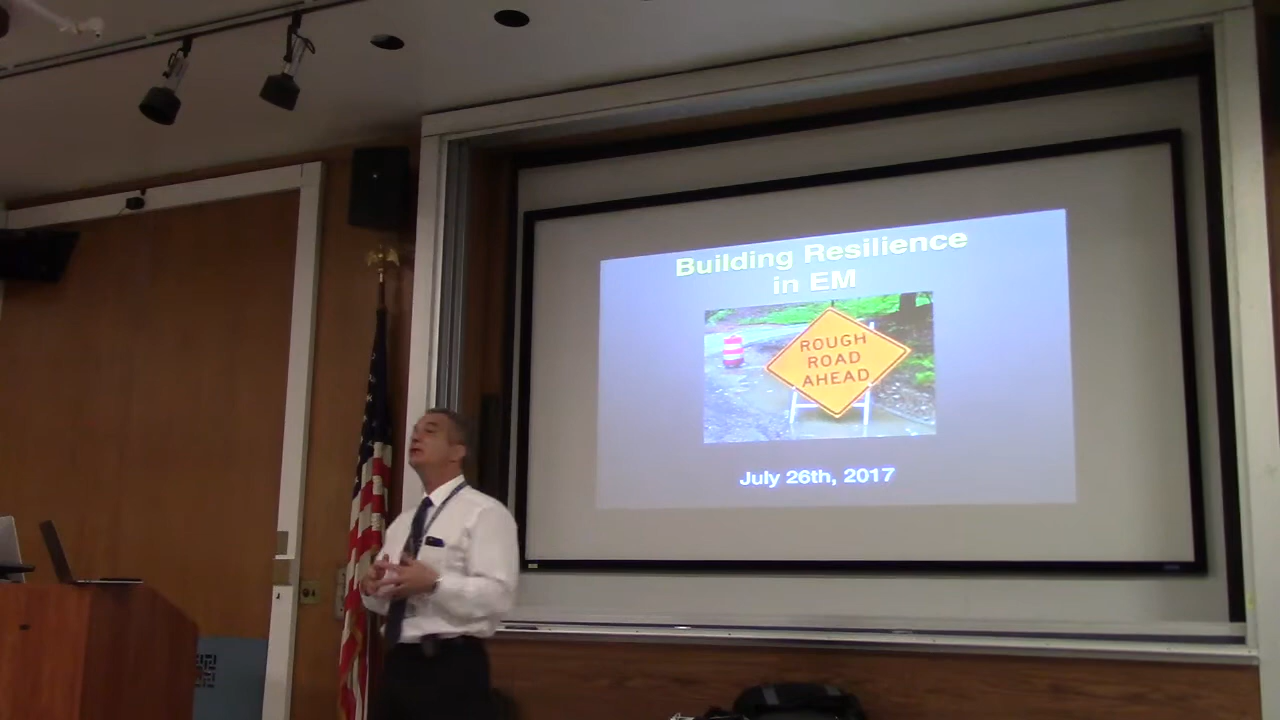 Building Resilience
in EM
ROUGH
ROAD
AHEAD
July 26th, 2017